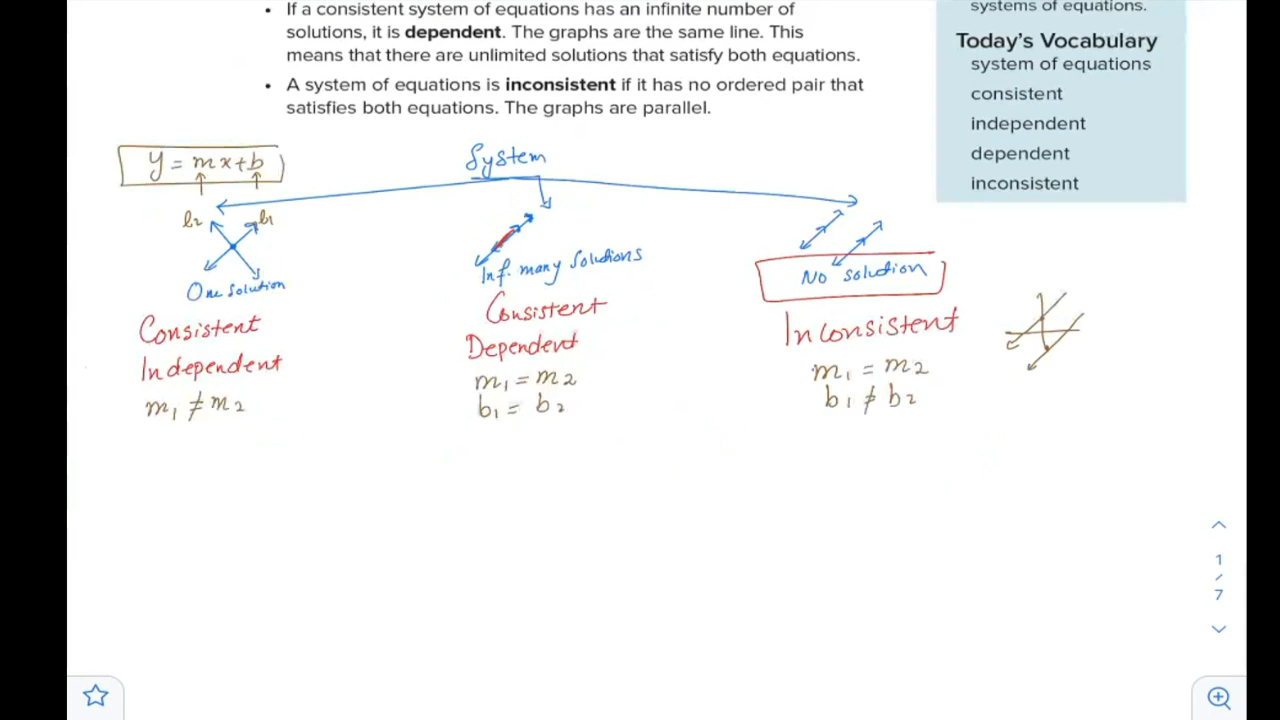 • If a consistent system of equations has an infinite number of
solutions, it is dependent. The graphs are the same line. This
means that there are unlimited solutions that satisfy both equations.
• A system of equations is inconsistent if it has no ordered pair that
satisfies both equations. The graphs are parallel.
systems of equations.
Today's Vocabulary
system of equations
consistent
independent
dependent
inconsistent
y = mx+b
System
l2 l1
One solution
Consistent
Independent
m1 ≠ m2
Inf. many solutions
Consistent
Dependent
m1 = m2
b1 = b2
No solution
Inconsistent
m1 = m2
b1 ≠ b2
1
/
7